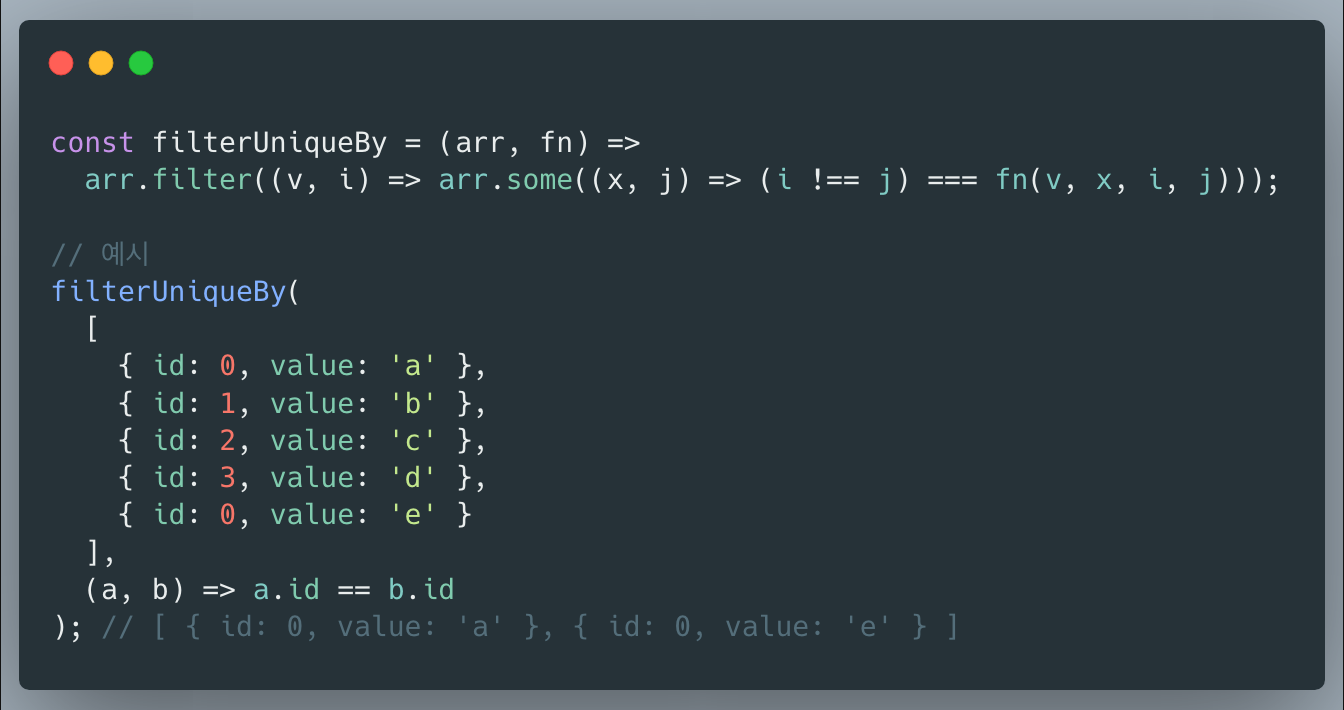 const filterUniqueBy = (arr, fn) =>
  arr.filter((v, i) => arr.some((x, j) => (i !== j) === fn(v, x, i, j)));

// 예시
filterUniqueBy(
  [
    { id: 0, value: 'a' },
    { id: 1, value: 'b' },
    { id: 2, value: 'c' },
    { id: 3, value: 'd' },
    { id: 0, value: 'e' }
  ],
  (a, b) => a.id == b.id
); // [ { id: 0, value: 'a' }, { id: 0, value: 'e' } ]